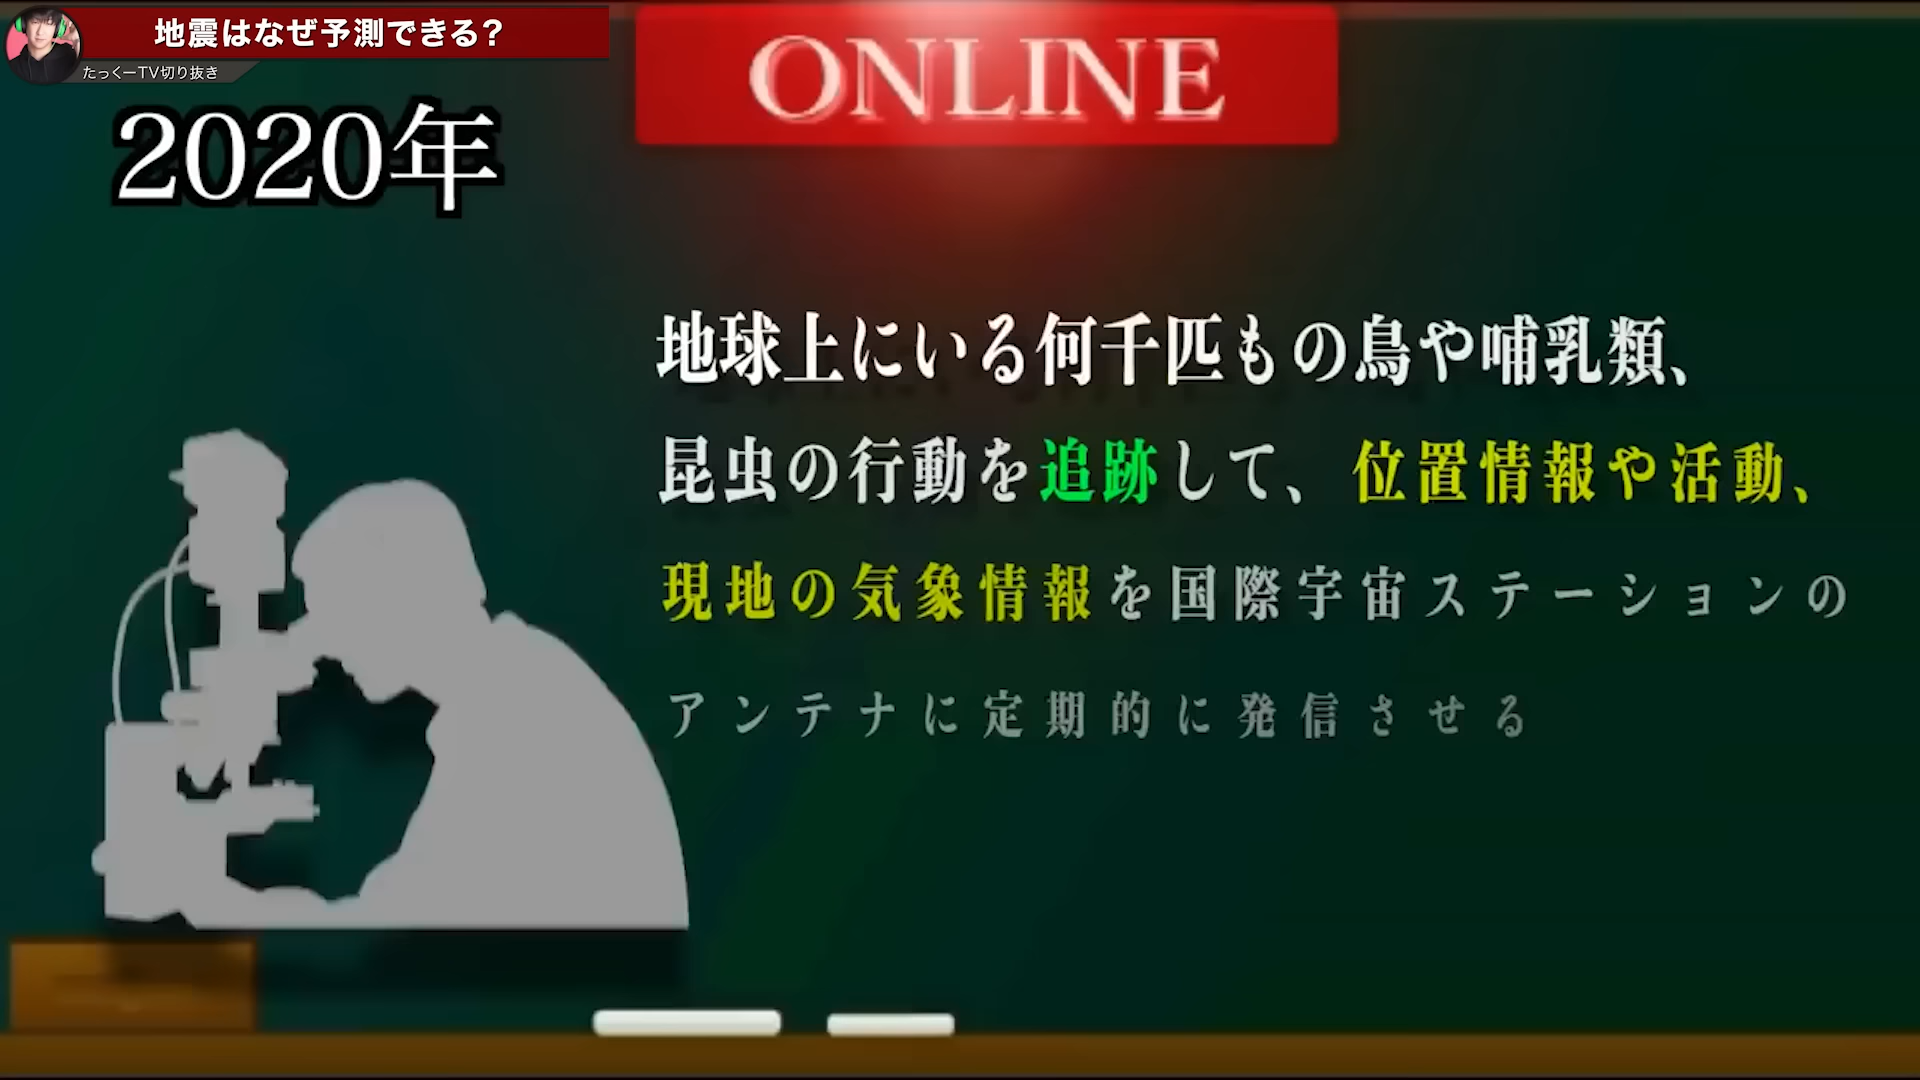 地震はなぜ予測できる?
たっくーTV切り抜き
ONLINE
2020年
地球上にいる何千匹もの鳥や哺乳類、
昆虫の行動を追跡して、位置情報や活動、
現地の気象情報を国際宇宙ステーションの
アンテナに定期的に発信させる